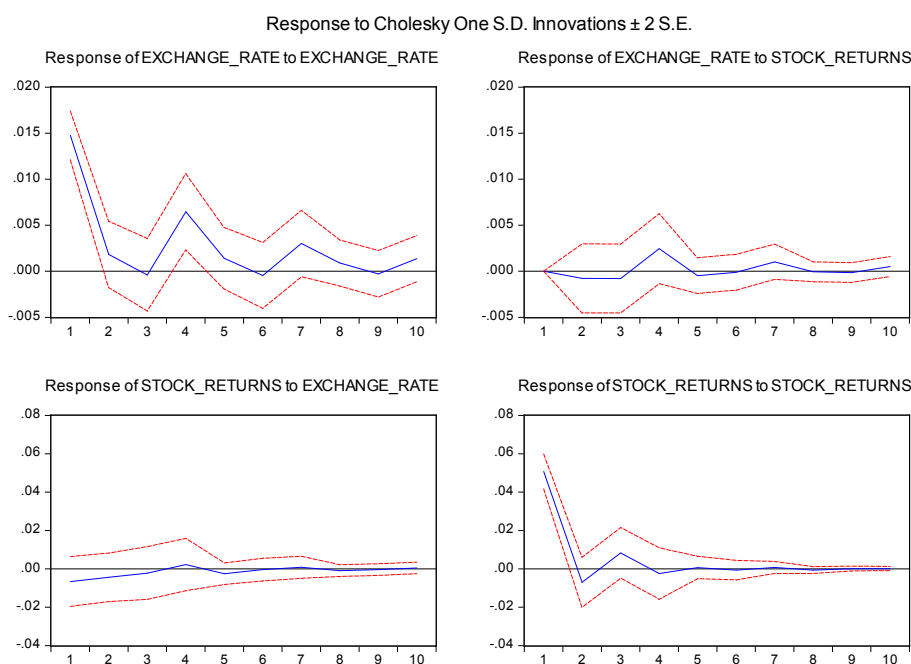 Response to Cholesky One S.D. Innovations ± 2 S.E.
Response of EXCHANGE_RATE to EXCHANGE_RATE
.020
.015
.010
.005
.000
-.005
1 2 3 4 5 6 7 8 9 10
Response of EXCHANGE_RATE to STOCK_RETURNS
.020
.015
.010
.005
.000
-.005
1 2 3 4 5 6 7 8 9 10
Response of STOCK_RETURNS to EXCHANGE_RATE
.08
.06
.04
.02
.00
-.02
-.04
1 2 3 4 5 6 7 8 9 10
Response of STOCK_RETURNS to STOCK_RETURNS
.08
.06
.04
.02
.00
-.02
-.04
1 2 3 4 5 6 7 8 9 10